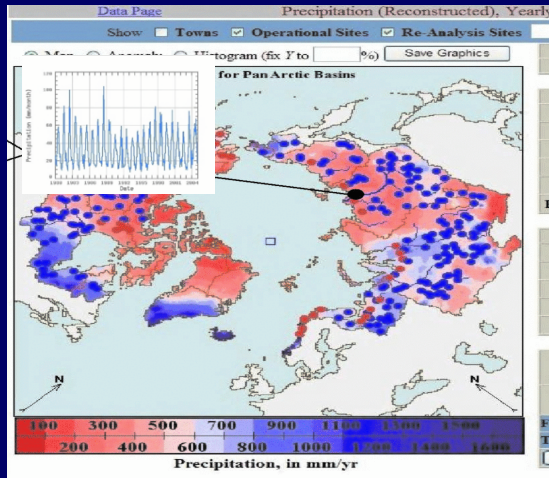 Data Page Precipitation (Reconstructed), Yearly
Show Towns Operational Sites Re-Analysis Sites
Map Anomaly Histogram (fix Y to %) Save Graphics
for PanArctic Basins
Precipitation (mm/month)
Date
N N
100 300 500 700 900 1100 1300 1500
200 400 600 800 1000 1200 1400 1600
Precipitation, in mm/yr